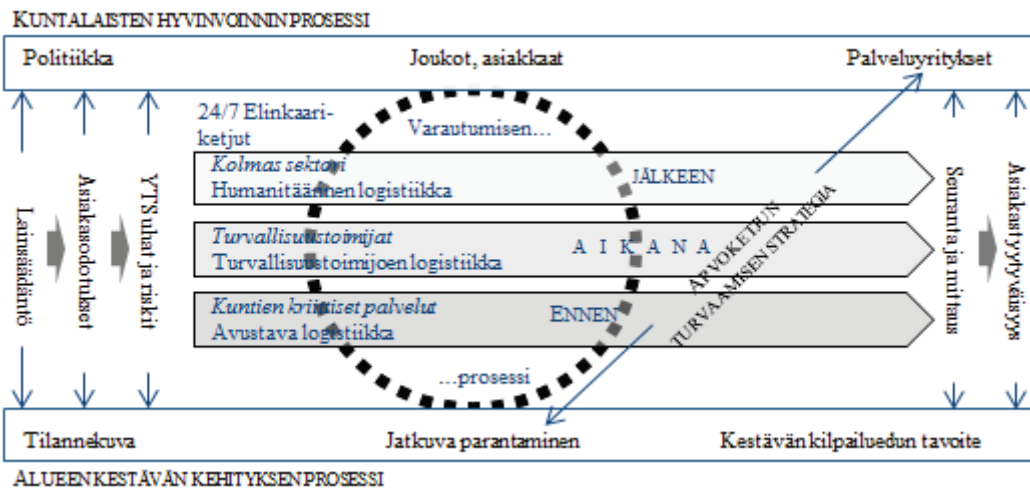 KUNTALAISTEN HYVINVOINNIN PROSESSI
Politiikka Joukot, asiakkaat Palveluyritykset
24/7 Elinkaari-
ketjut
Varautumisen...
Kolmas sektori
Humanitäärinen logistiikka
JÄLKEEN
Turvallisuustoimijat
Turvallisuustoimijoen logistiikka
A I K A N A
Kuntien kriittiset palvelut
Avustava logistiikka
ENNEN
...prosessi
ARVOKETJUN
TURVAAMISEN STRATEGIA
Lainsäädäntö
Asiakasodotukset
YTS uhat ja riskit
Seuranta ja mittaus
Asiakastyytyväisyys
Tilannekuva Jatkuva parantaminen Kestävän kilpailuedun tavoite
ALUEEN KESTÄVÄN KEHITYKSEN PROSESSI